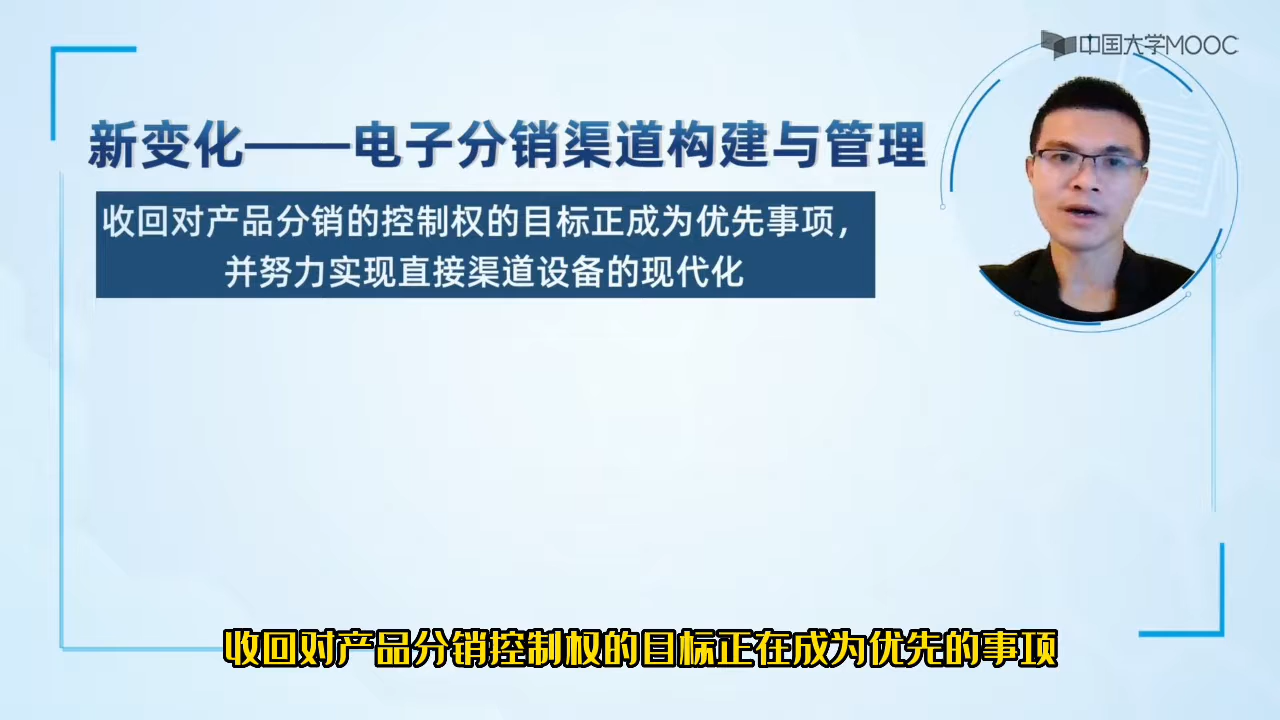 中国大学MOOC
新变化——电子分销渠道构建与管理
收回对产品分销的控制权的目标正成为优先事项，
并努力实现直接渠道设备的现代化
收回对产品分销控制权的目标正在成为优先的事项